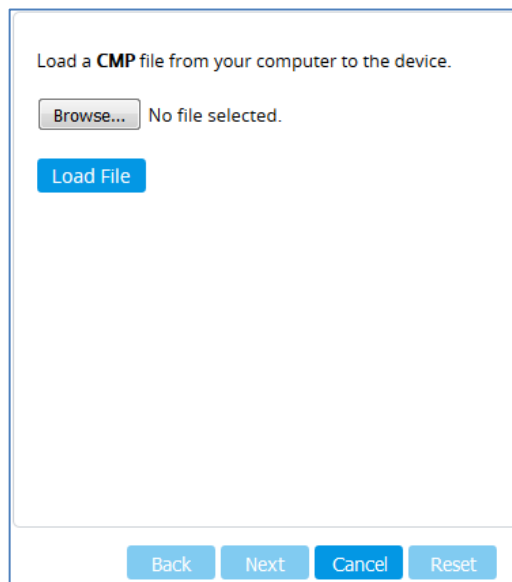 Load a CMP file from your computer to the device.
Browse... No file selected.
Load File
Back Next Cancel Reset